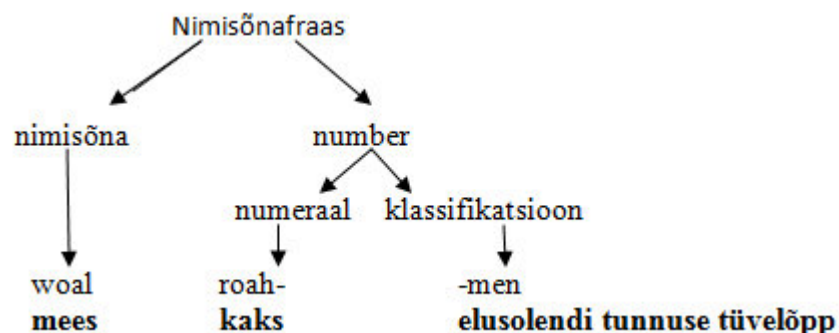 Nimisõnafraas
nimisõna number
numeraal klassifikatsioon
woal roah- -men
mees kaks elusolendi tunnuse tüvelõpp